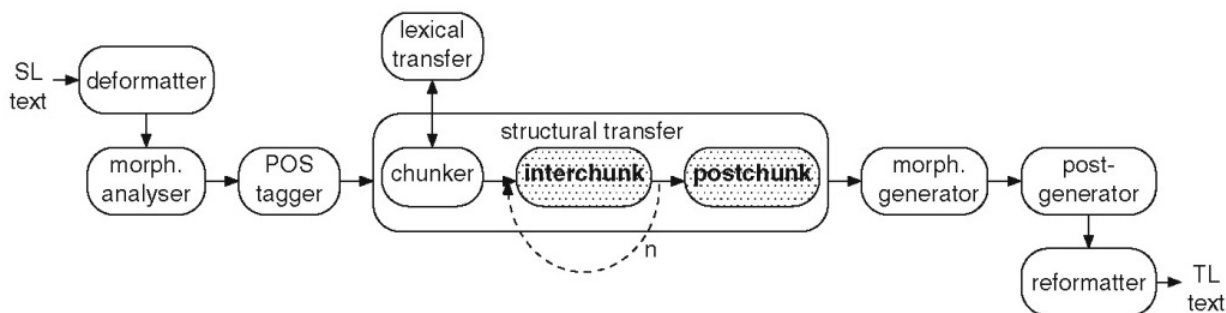 SL
text
deformatter
morph.
analyser
POS
tagger
lexical
transfer
structural transfer
chunker
interchunk
postchunk
n
morph.
generator
post-
generator
reformatter
TL
text